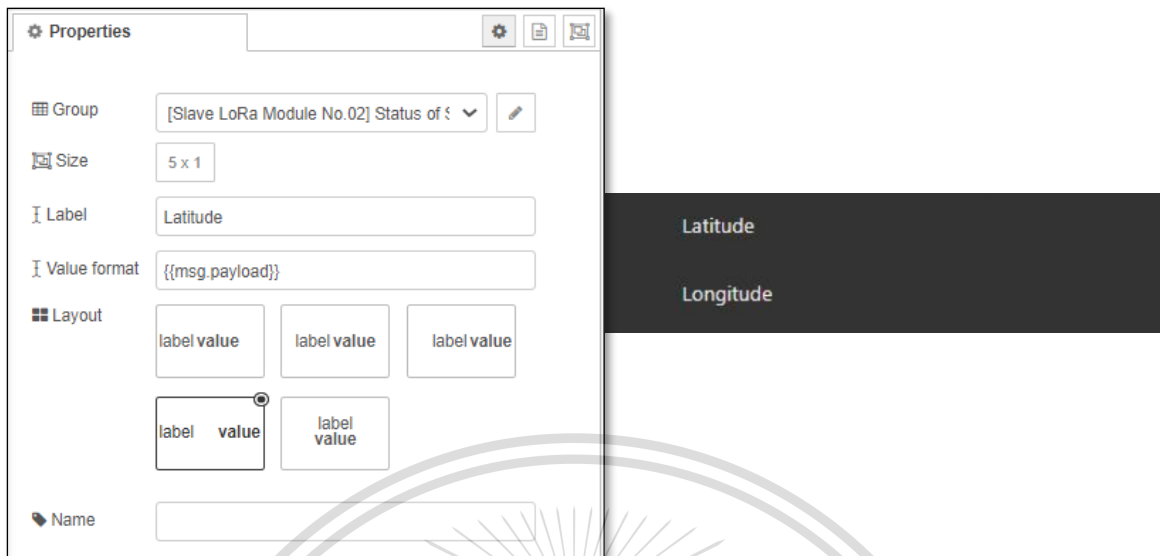 Properties
Group
[Slave LoRa Module No.02] Status of S
Size
5 x 1
Label
Latitude
Value format
{{msg.payload}}
Layout
label value
label value
label value
label value
label
value
Name
Latitude
Longitude